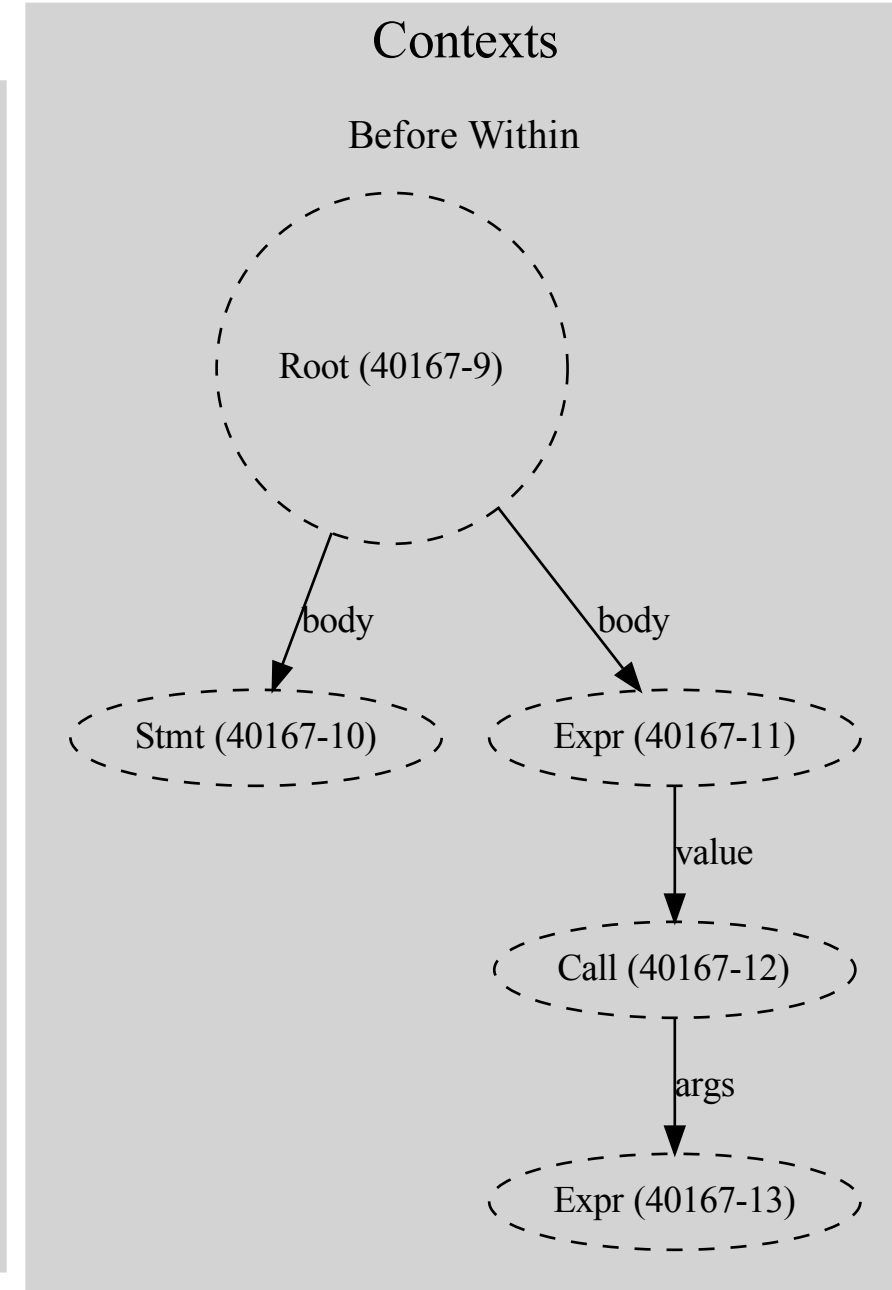 Contexts
Before Within
Root (40167-9)
body
body
Stmt (40167-10)
Expr (40167-11)
value
Call (40167-12)
args
Expr (40167-13)